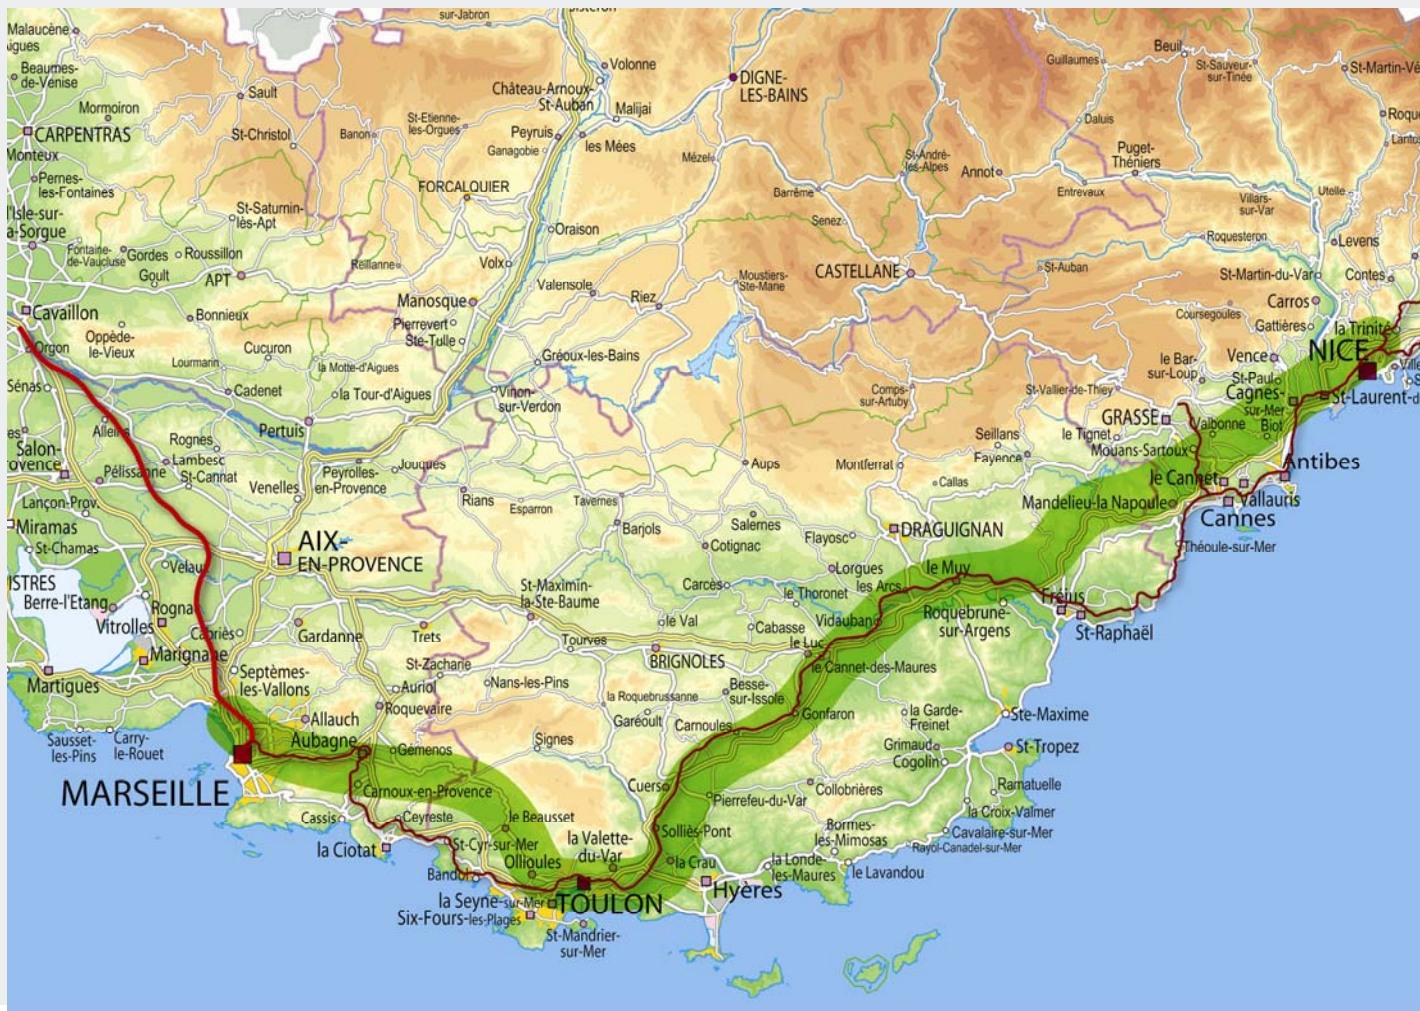 sur-Jabron
Sisteron
Malaucène
Volonne
Beuil
Guillaumes
St-Sauveur-
sur-Tinée
St-Martin-Vé
Beaumes-
de-Venise
Sault
DIGNE-
LES-BAINS
Château-Arnoux-
St-Auban
Malijai
Mormoiron
St-Etienne-
les-Orgues
Daluis
CARPENTRAS
St-Christol
Banon
Peyruis
Ganagobie
les Mées
Mézel
St-André-
les-Alpes
Annot
Puget-
Théniers
Monteux
Pernes-
les-Fontaines
FORCALQUIER
Barrême
Entrevaux
Utelle
Villars-
sur-Var
l'Isle-sur-
la-Sorgue
St-Saturnin-
lès-Apt
Oraison
Senez
Roquesteron
Levens
Fontaine-
de-Vaucluse
Gordes
Roussillon
Goult
APT
Reillanne
Volx
CASTELLANE
St-Auban
St-Martin-du-Var
Contes
Moustiers-
Ste-Marie
Manosque
Valensole
Riez
Cavaillon
Bonnieux
Pierrevert
Ste-Tulle
Carros
Coursegoules
Gattières
la Trinité
Oppède-
le-Vieux
Orgon
Lourmarin
Cucuron
la Motte-d'Aigues
Gréoux-les-Bains
le Bar-
sur-Loup
Vence
NICE
Sénas
Cadenet
la Tour-d'Aigues
Vinon-
sur-Verdon
Comps-
sur-Artuby
St-Vallier-de-Thiey
St-Paul
Cagnes-
sur-Mer
St-Laurent-d
Alleins
Pertuis
GRASSE
Valbonne
Biot
Rognes
Seillans
le Tignet
Mouans-Sartoux
Salon-
Provence
Pélissanne
Lambesc
St-Cannat
Peyrolles-
en-Provence
Jouques
Aups
Montferrat
Fayence
Antibes
le Cannet
Venelles
Rians
Esparron
Tavernes
Callas
Mandelieu-la Napoule
Vallauris
Cannes
Lançon-Prov.
Miramas
Barjols
Salernes
DRAGUIGNAN
St-Chamas
AIX-
EN-PROVENCE
Cotignac
Flayosc
Théoule-sur-Mer
Velau
ISTRES
Berre-l'Etang
St-Maximin-
la-Ste-Baume
Carcès
Lorgues
le Thoronet
les Arcs
le Muy
Fréjus
Rogna
Vitrolles
Cabriès
Gardanne
Trets
Tourves
le Val
Cabasse
Vidauban
Roquebrune-
sur-Argens
St-Raphaël
Marignane
BRIGNOLES
le Luc
le Cannet-des-Maures
Martigues
Septèmes-
les-Vallons
St-Zacharie
Nans-les-Pins
Auriol
Roquevaire
la Roquebrussanne
Besse-
sur-Issole
Garéoult
Carnoules
Gonfaron
la Garde-
Freinet
Ste-Maxime
Sausset-
les-Pins
Carry-
le-Rouet
Allauch
Aubagne
Gémenos
Signes
Grimaud
Cogolin
St-Tropez
MARSEILLE
Carnoux-en-Provence
Cuers
Pierrefeu-du-Var
Collobrières
Ramatuelle
la Croix-Valmer
Cassis
Ceyreste
le Beausset
Solliès-Pont
Bormes-
les-Mimosas
Cavalaire-sur-Mer
Rayol-Canadel-sur-Mer
la Ciotat
St-Cyr-sur-Mer
Ollioules
la Valette-
du-Var
la Crau
la Londe-
les-Maures
le Lavandou
Bandol
la Seyne-sur-Mer
TOULON
Hyères
Six-Fours-les-Plages
St-Mandrier-
sur-Mer